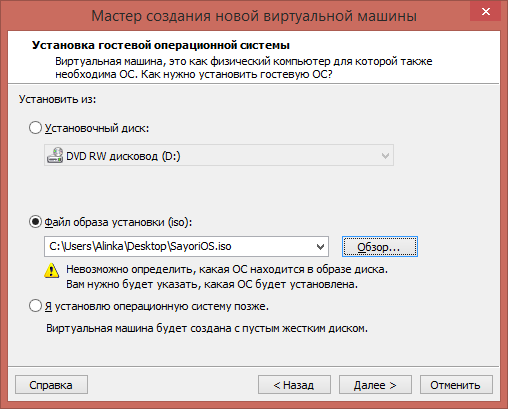 Мастер создания новой виртуальной машины
Установка гостевой операционной системы
Виртуальная машина, это как физический компьютер для которой также
необходима ОС. Как нужно установить гостевую ОС?
Установить из:
Установочный диск:
DVD RW дисковод (D:)
Файл образа установки (iso):
C:\Users\Alinka\Desktop\SayoriOS.iso
Обзор...
Невозможно определить, какая ОС находится в образе диска.
Вам нужно будет указать, какая ОС будет установлена.
Я установлю операционную систему позже.
Виртуальная машина будет создана с пустым жестким диском.
Справка
< Назад
Далее >
Отменить